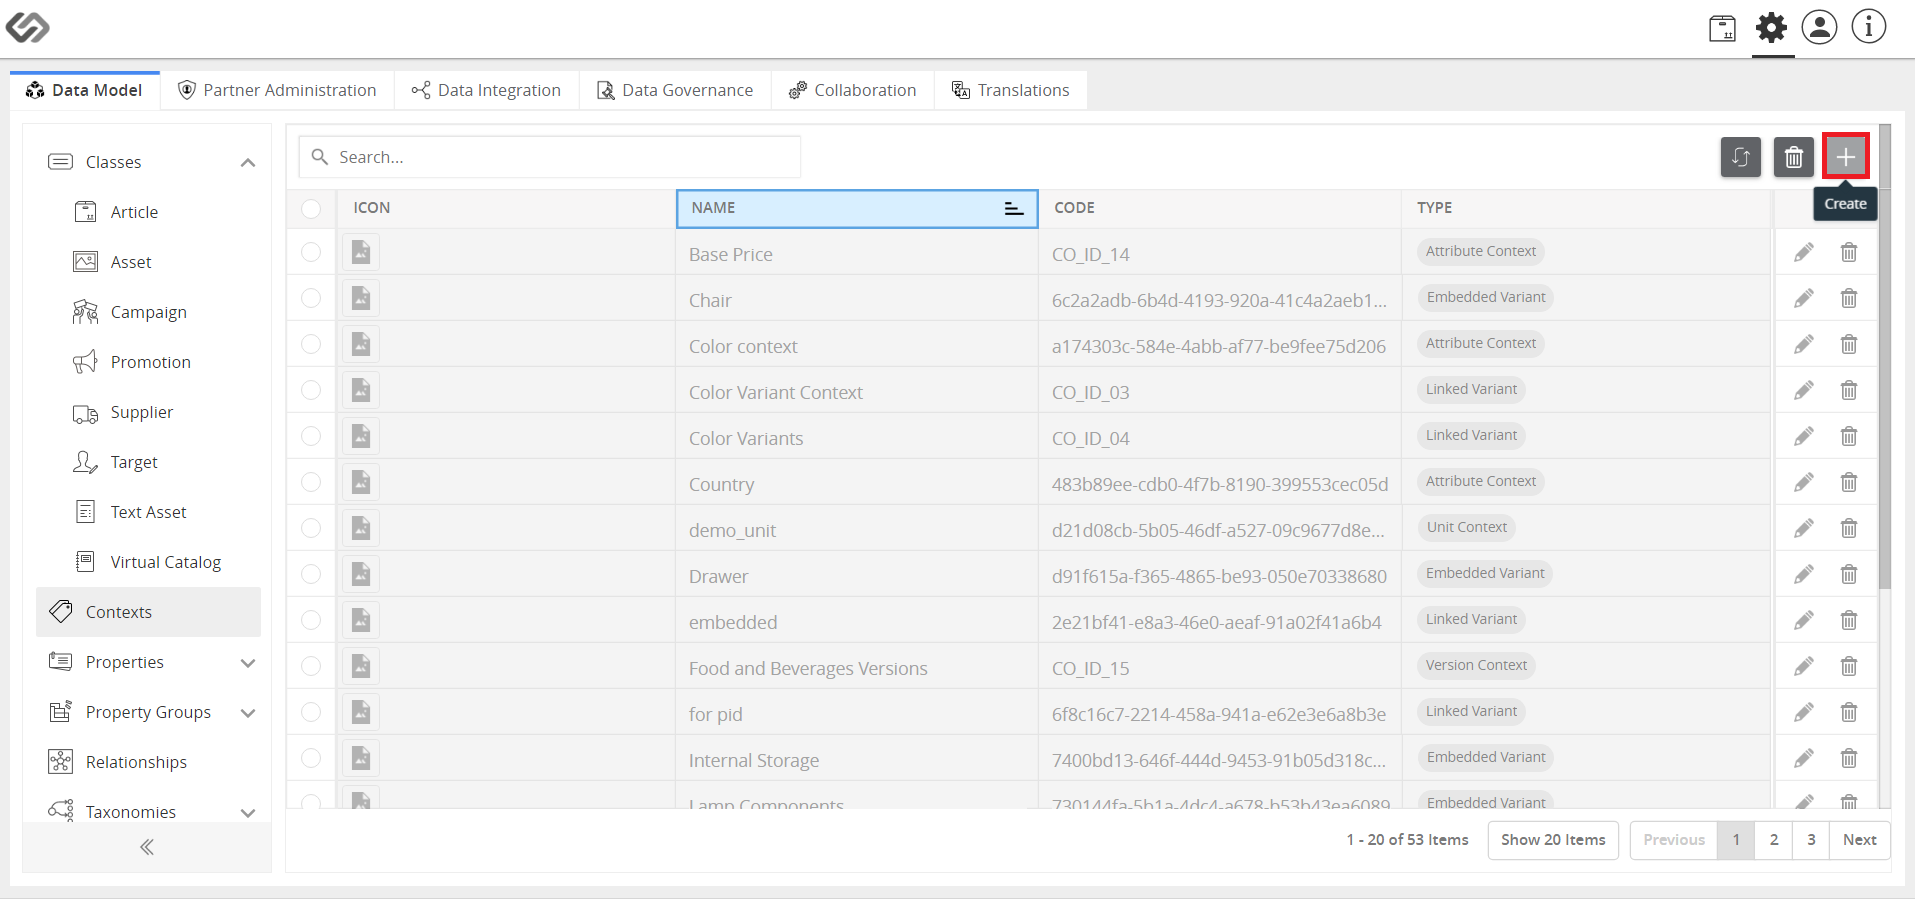 Data Model
Partner Administration
Data Integration
Data Governance
Collaboration
Translations
Classes
Article
Asset
Campaign
Promotion
Supplier
Target
Text Asset
Virtual Catalog
Contexts
Properties
Property Groups
Relationships
Taxonomies
Search...
Create
ICON NAME CODE TYPE
Base Price CO_ID_14 Attribute Context
Chair 6c2a2adb-6b4d-4193-920a-41c4a2aeb1... Embedded Variant
Color context a174303c-584e-4abb-af77-be9fee75d206 Attribute Context
Color Variant Context CO_ID_03 Linked Variant
Color Variants CO_ID_04 Linked Variant
Country 483b89ee-cdb0-4f7b-8190-399553cec05d Attribute Context
demo_unit d21d08cb-5b05-46df-a527-09c9677d8e... Unit Context
Drawer d91f615a-f365-4865-be93-050e70338680 Embedded Variant
embedded 2e21bf41-e8a3-46e0-aeaf-91a02f41a6b4 Linked Variant
Food and Beverages Versions CO_ID_15 Version Context
for pid 6f8c16c7-2214-458a-941a-e62e3e6a8b3e Linked Variant
Internal Storage 7400bd13-646f-444d-9453-91b05d318c... Embedded Variant
Lamp Components 730144fa-5b1a-4dc4-a678-b53b43ea6089 Embedded Variant
1 - 20 of 53 Items Show 20 Items Previous 1 2 3 Next